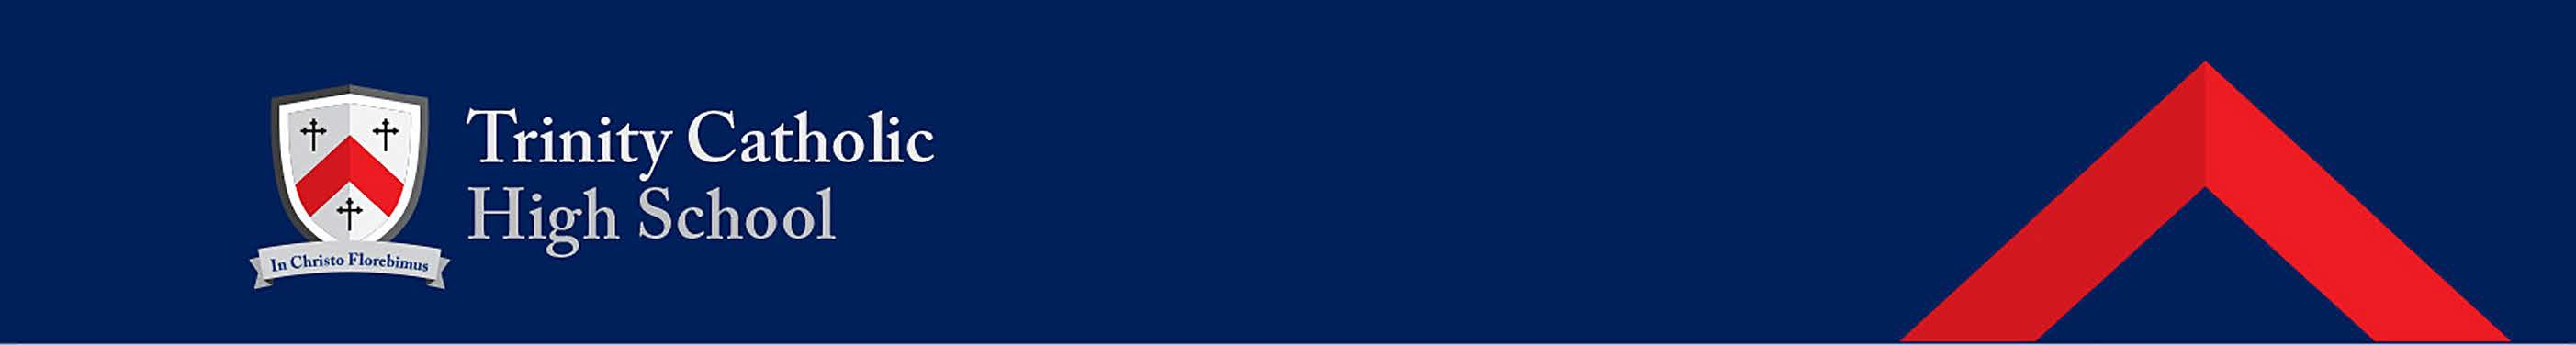 Trinity Catholic
High School
In Christo Florebimus